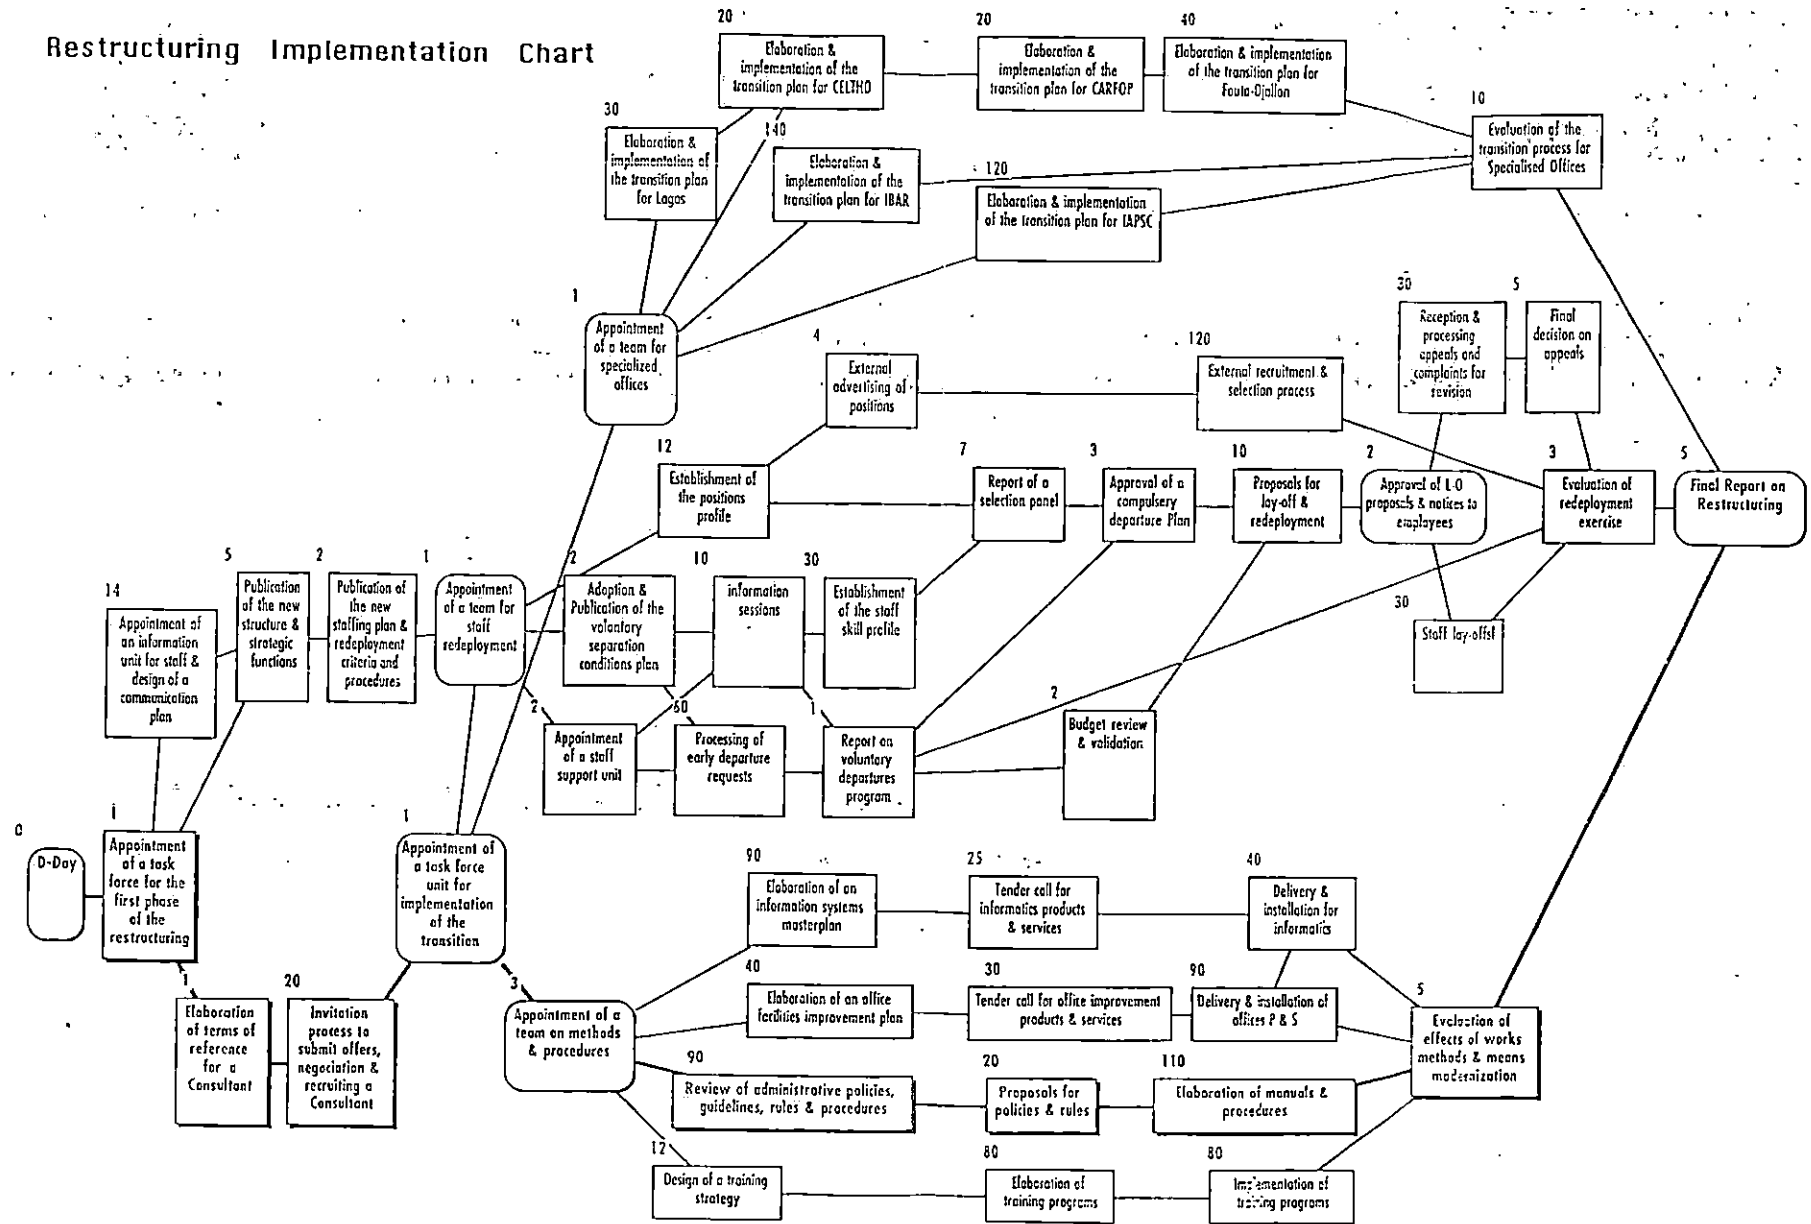 Restructuring Implementation Chart
20
Elaboration &
implementation of the
transition plan for CELTHO
20
Elaboration &
implementation of the
transition plan for CARFOP
40
Elaboration & implementation
of the transition plan for
Fouta-Djallon
30
Elaboration &
implementation of
the transition plan
for Lagos
140
Elaboration &
implementation of the
transition plan for IBAR
120
Elaboration & implementation
of the transition plan for IAPSC
10
Evaluation of the
transition process for
Specialised Offices
1
Appointment
of a team for
specialized
offices
4
External
advertising of
positions
120
External recruitment &
selection process
30
Reception &
processing
appeals and
complaints for
revision
5
Final
decision on
appeals
12
Establishment of
the positions
profile
7
Report of a
selection panel
3
Approval of a
compulsery
departure Plan
10
Proposals for
lay-off &
redeployment
2
Approval of L-O
proposals & notices to
employees
3
Evaluation of
redeployment
exercise
5
Final Report on
Restructuring
14
Appointment of
an information
unit for staff &
design of a
communication
plan
5
Publication
of the new
structure &
strategic
functions
2
Publication of
the new
staffing plan &
redeployment
criteria and
procedures
1
Appointment
of a team for
staff
redeployment
2
Adoption &
Publication of the
voluntary
separation
conditions plan
10
information
sessions
30
Establishment
of the staff
skill profile
30
Staff lay-offsf
2
Appointment
of a staff
support unit
60
Processing of
early departure
requests
1
Report on
voluntary
departures
program
2
Budget review
& validation
0
D-Day
1
Appointment
of a task
force for the
first phase
of the
restructuring
1
Appointment of
a task force
unit for
implementation
of the
transition
90
Elaboration of an
information systems
masterplan
25
Tender call for
informatics products
& services
40
Delivery &
installation for
informatics
1
Elaboration
of terms of
reference
for a
Consultant
20
Invitation
process to
submit offers,
negociation &
recruiting a
Consultant
3
Appointment of a
team on methods
& procedures
40
Elaboration of an office
facilities improvement plan
30
Tender call for office improvement
products & services
90
Delivery & installation of
offices P & S
5
Evaluation of
effects of works
methods & means
modernization
90
Review of administrative policies,
guidelines, rules & procedures
20
Proposals for
policies & rules
110
Elaboration of manuals &
procedures
12
Design of a training
strategy
80
Elaboration of
training programs
80
Implementation of
training programs